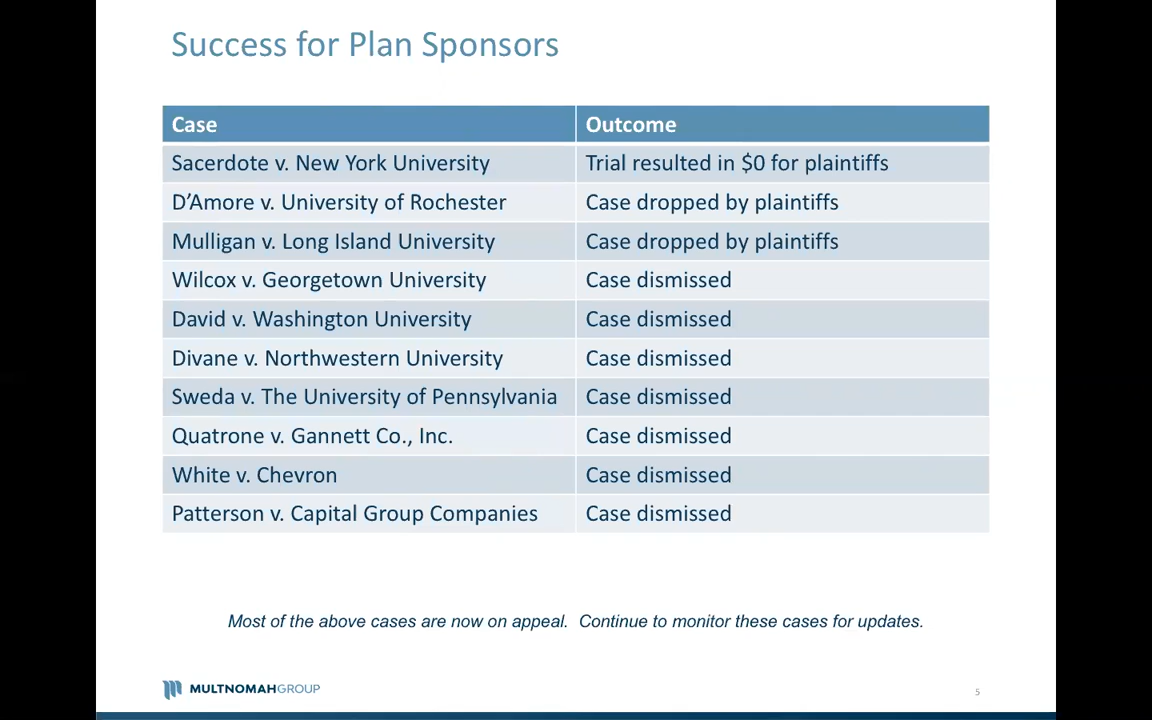 Success for Plan Sponsors
Case Outcome
Sacerdote v. New York University Trial resulted in $0 for plaintiffs
D’Amore v. University of Rochester Case dropped by plaintiffs
Mulligan v. Long Island University Case dropped by plaintiffs
Wilcox v. Georgetown University Case dismissed
David v. Washington University Case dismissed
Divane v. Northwestern University Case dismissed
Sweda v. The University of Pennsylvania Case dismissed
Quatrone v. Gannett Co., Inc. Case dismissed
White v. Chevron Case dismissed
Patterson v. Capital Group Companies Case dismissed
Most of the above cases are now on appeal. Continue to monitor these cases for updates.
MULTNOMAHGROUP 5